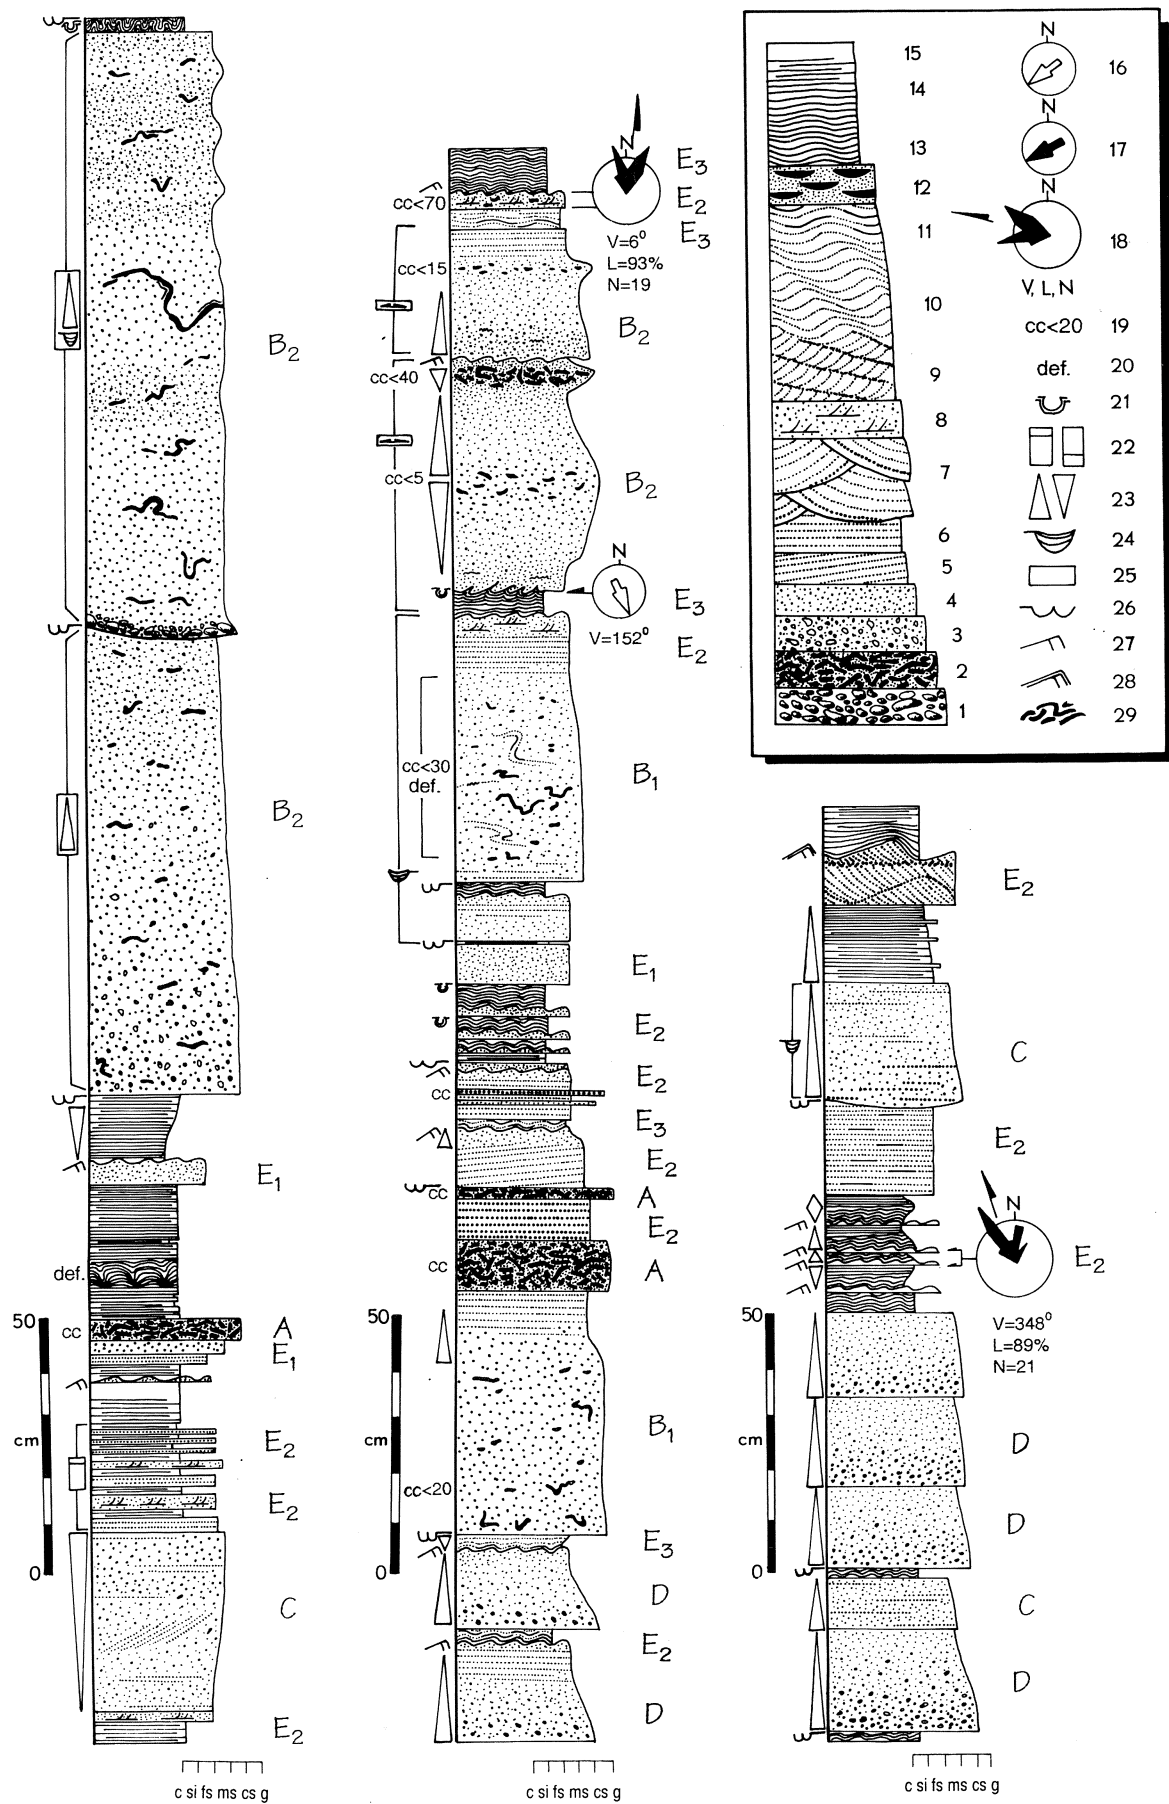 B2
B2
E1
def.
50
cc
A
E1
cm
E2
E2
0
C
E2
c si fs ms cs g
N
E3
cc<70
E2
E3
V=6°
L=93%
N=19
cc<15
B2
cc<40
cc<5
B2
N
E3
V=152°
E2
cc<30
def.
B1
E1
E2
E2
cc
E3
E2
cc
A
E2
cc
A
50
cm
B1
cc<20
E3
0
D
E2
D
c si fs ms cs g
15
14
13
12
11
10
9
8
7
6
5
4
3
2
1
N
16
N
17
N
18
V, L, N
cc<20
19
def.
20
21
22
23
24
25
26
27
28
29
E2
C
E2
N
E2
V=348°
L=89%
N=21
50
cm
D
D
0
C
D
c si fs ms cs g